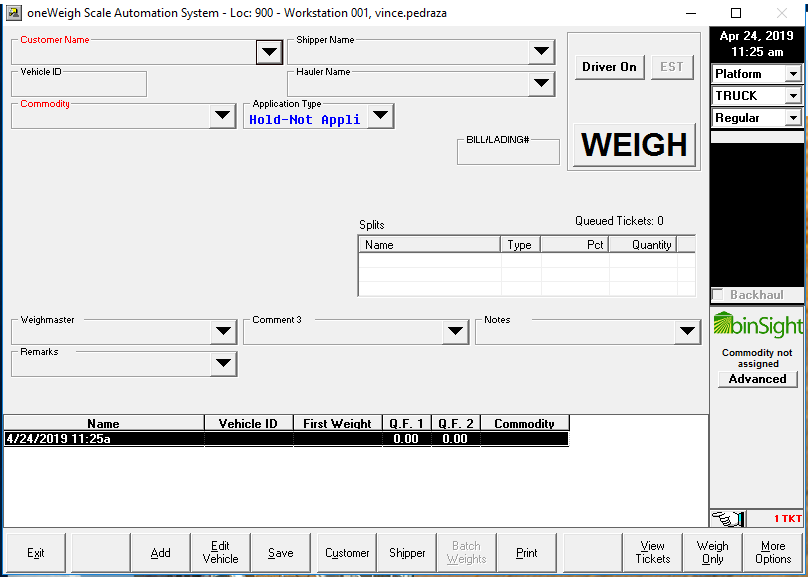 oneWeigh Scale Automation System - Loc: 900 - Workstation 001, vince.pedraza
Customer Name
Shipper Name
Vehicle ID
Hauler Name
Commodity
Application Type
Hold-Not Appli
BILL/LADING#
Driver On
EST
WEIGH
Apr 24, 2019
11:25 am
Platform
TRUCK
Regular
Splits
Queued Tickets: 0
Name Type Pct Quantity
Backhaul
binSight
Commodity not
assigned
Advanced
Weighmaster
Comment 3
Notes
Remarks
Name Vehicle ID First Weight Q.F. 1 Q.F. 2 Commodity
4/24/2019 11:25a 0.00 0.00
1 TKT
Exit
Add
Edit
Vehicle
Save
Customer
Shipper
Batch
Weights
Print
View
Tickets
Weigh
Only
More
Options